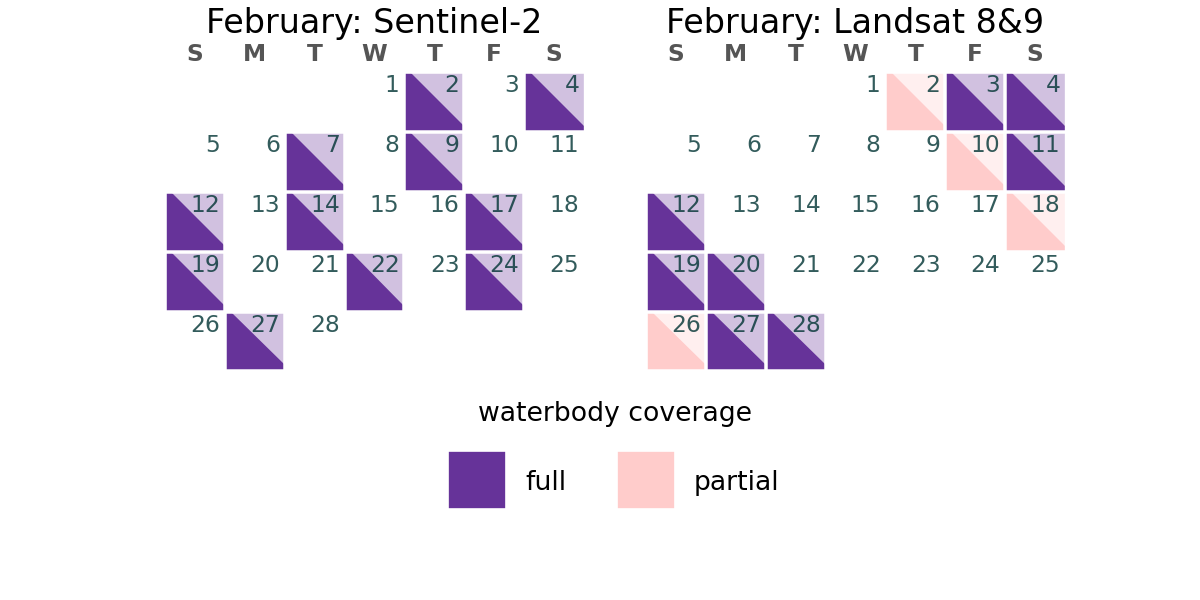 February: Sentinel-2
S M T W T F S
1 2 3 4
5 6 7 8 9 10 11
12 13 14 15 16 17 18
19 20 21 22 23 24 25
26 27 28
February: Landsat 8&9
S M T W T F S
1 2 3 4
5 6 7 8 9 10 11
12 13 14 15 16 17 18
19 20 21 22 23 24 25
26 27 28
waterbody coverage
full partial